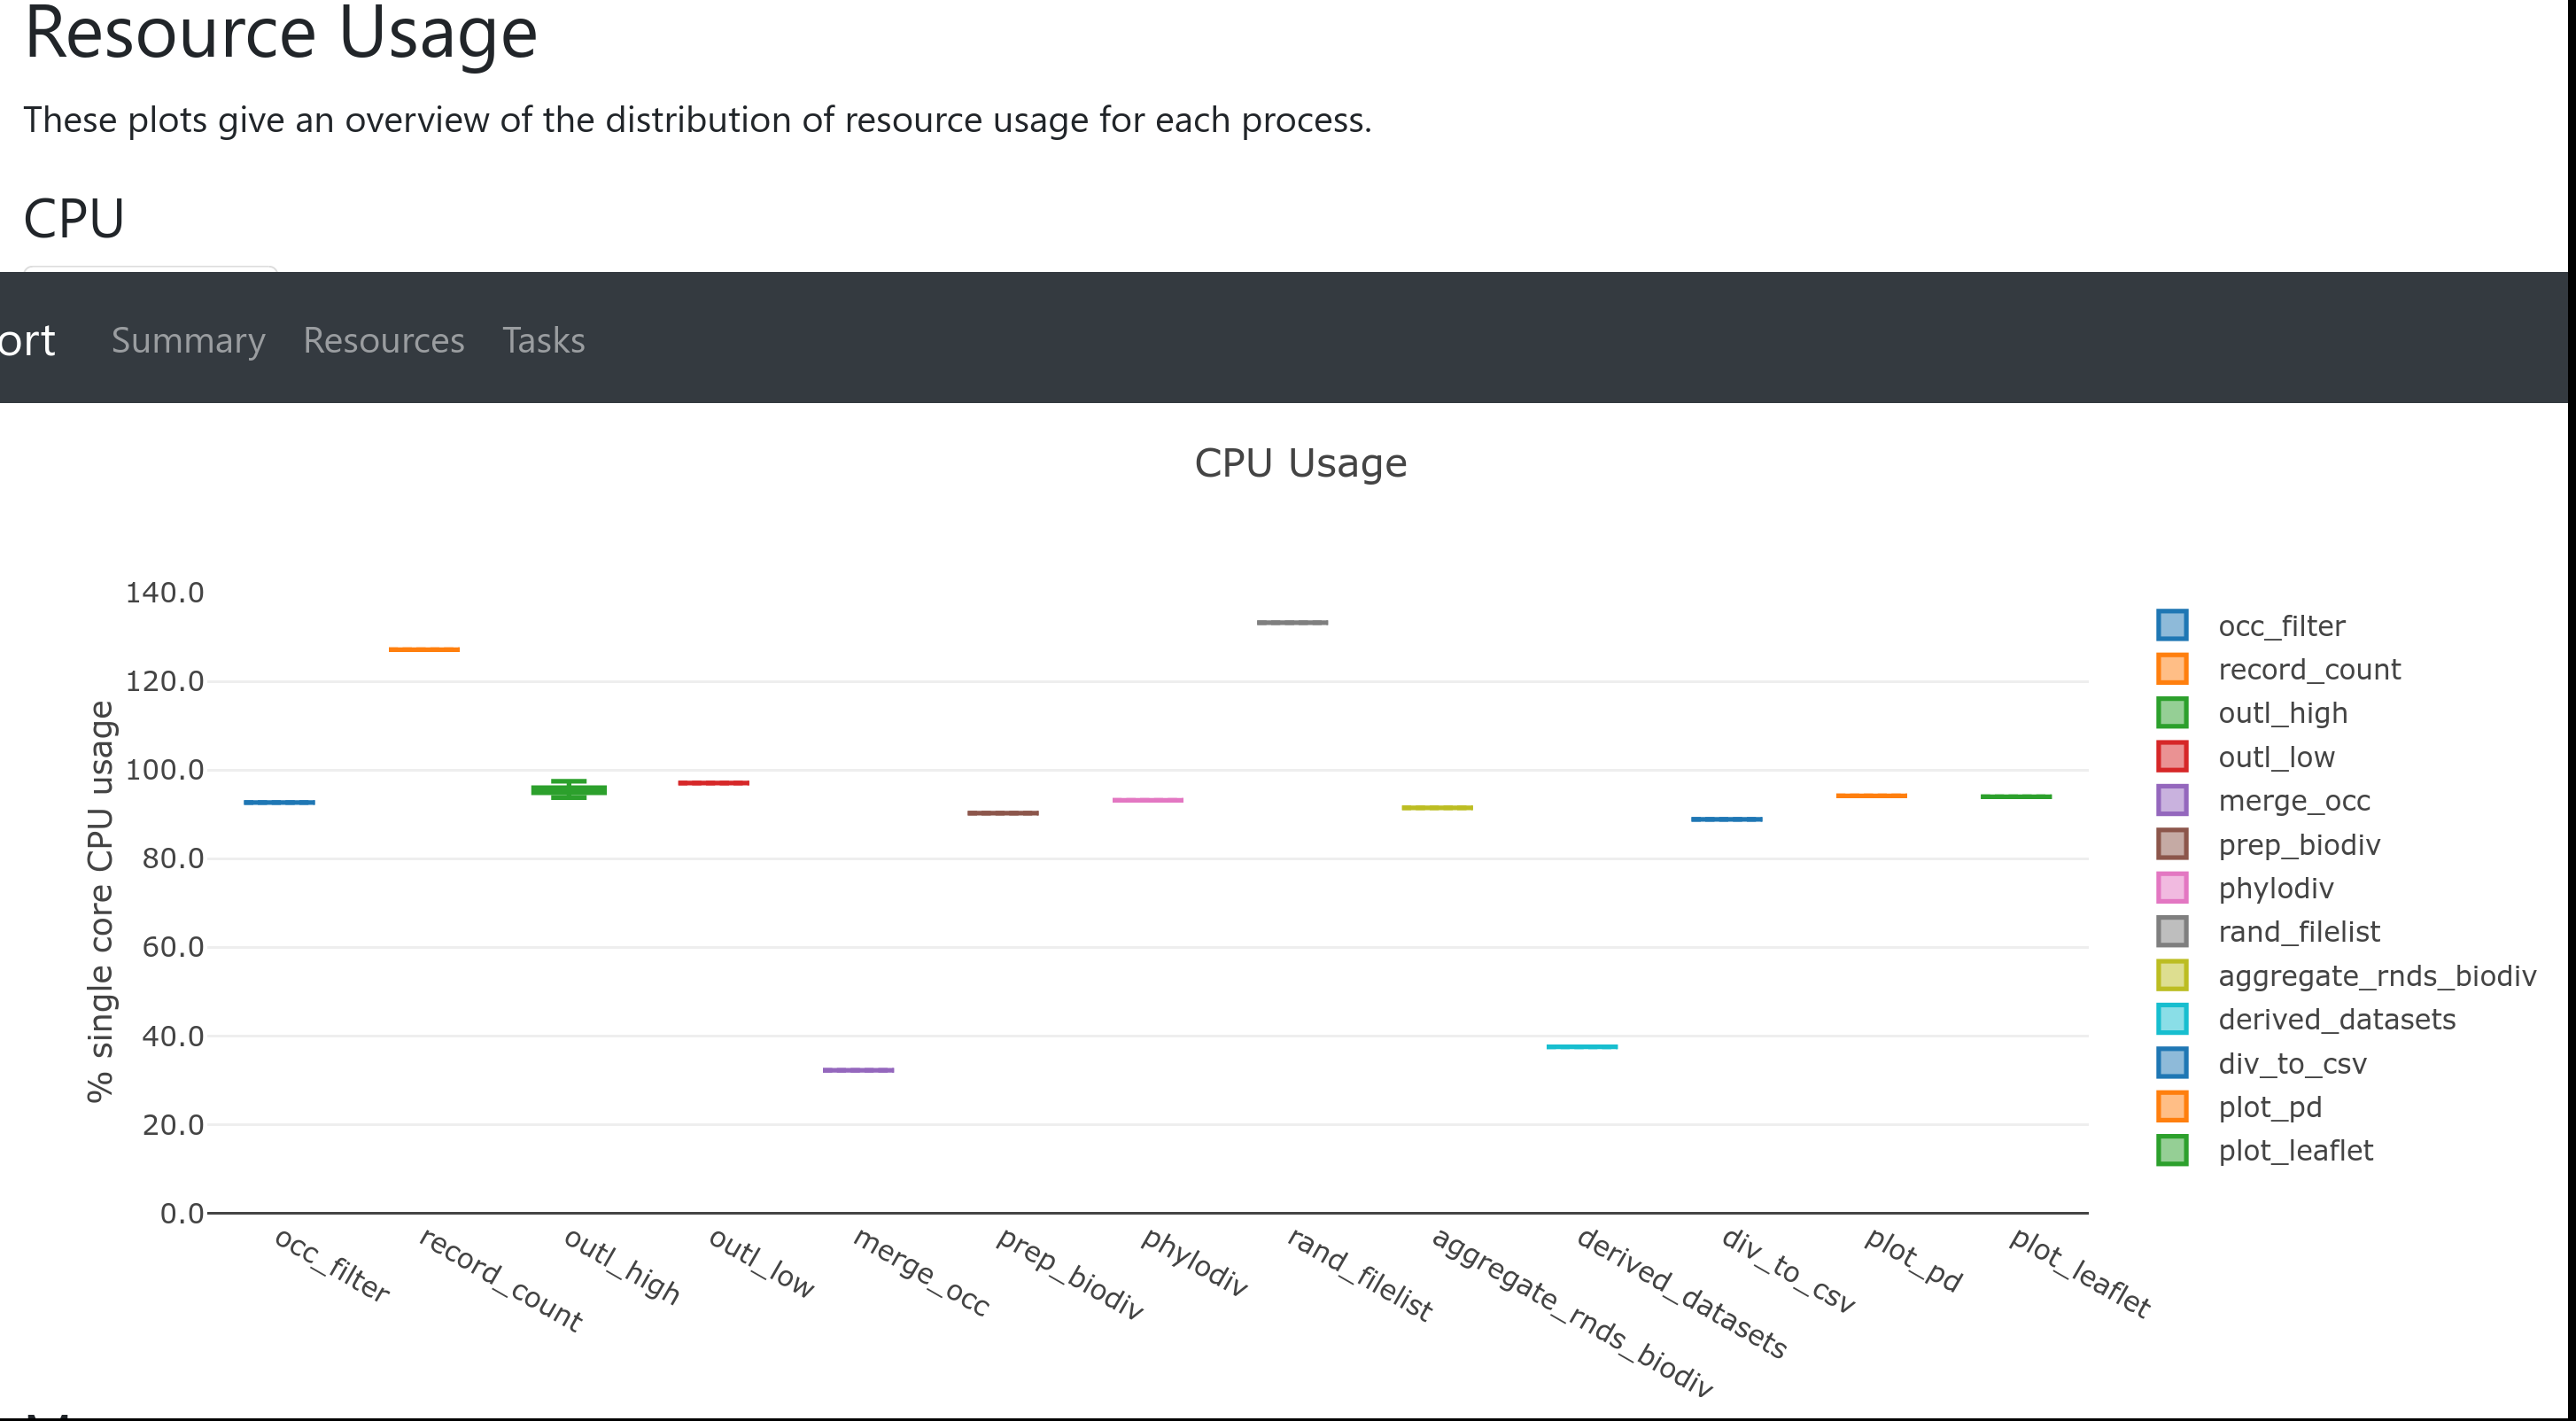 Resource Usage
These plots give an overview of the distribution of resource usage for each process.
CPU
ort Summary Resources Tasks
CPU Usage
% single core CPU usage
140.0
120.0
100.0
80.0
60.0
40.0
20.0
0.0
occ_filter
record_count
outl_high
outl_low
merge_occ
prep_biodiv
phylodiv
rand_filelist
aggregate_rnds_biodiv
derived_datasets
div_to_csv
plot_pd
plot_leaflet
occ_filter
record_count
outl_high
outl_low
merge_occ
prep_biodiv
phylodiv
rand_filelist
aggregate_rnds_biodiv
derived_datasets
div_to_csv
plot_pd
plot_leaflet